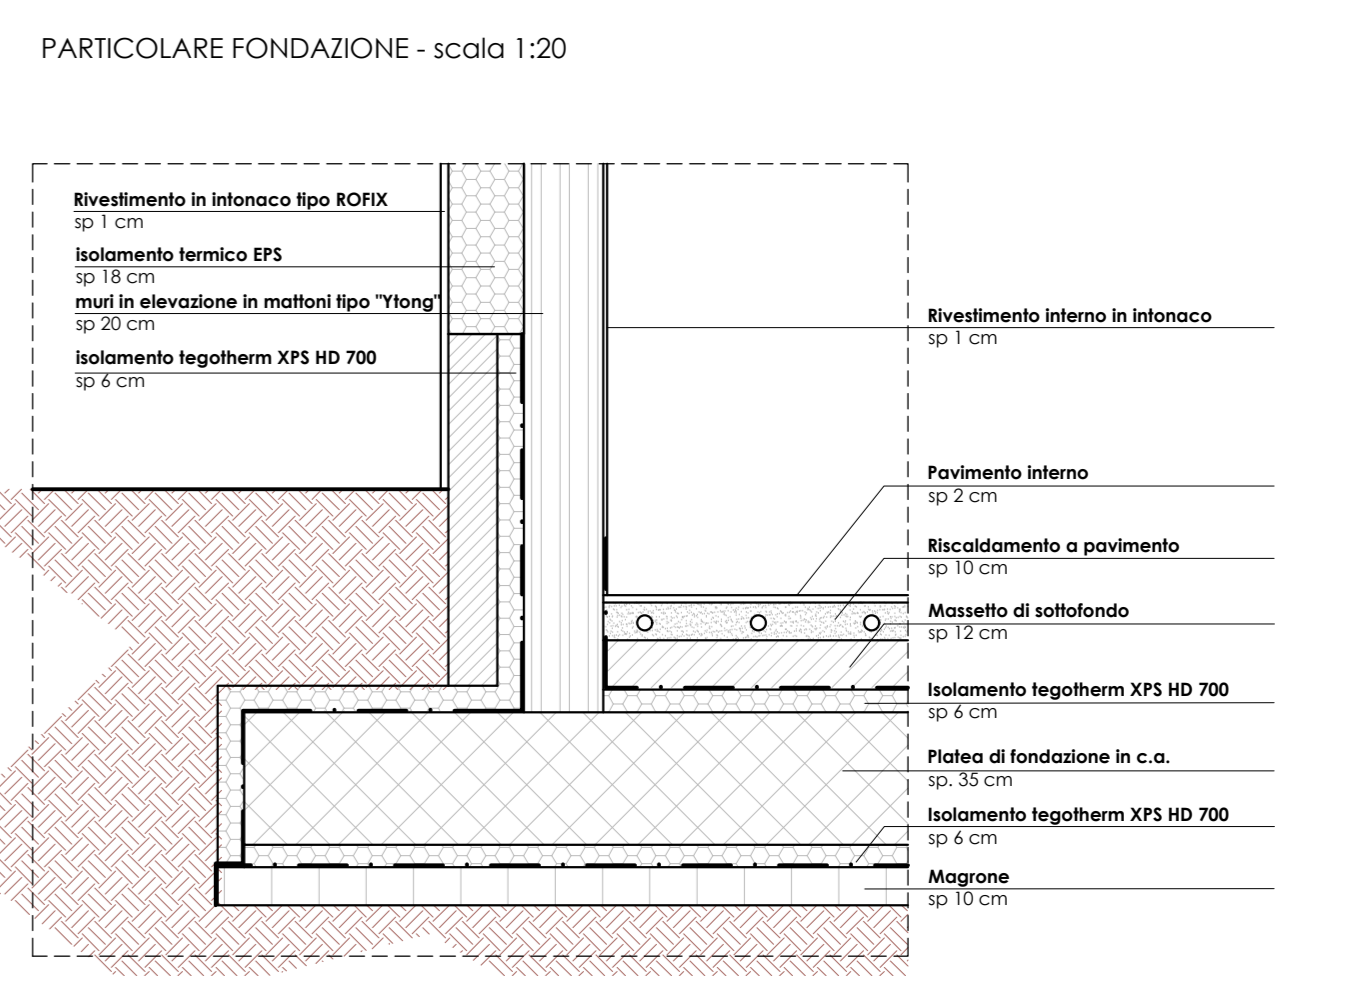 PARTICOLARE FONDAZIONE - scala 1:20
Rivestimento in intonaco tipo ROFIX
sp 1 cm
isolamento termico EPS
sp 18 cm
muri in elevazione in mattoni tipo "Ytong"
sp 20 cm
isolamento tegotherm XPS HD 700
sp 6 cm
Rivestimento interno in intonaco
sp 1 cm
Pavimento interno
sp 2 cm
Riscaldamento a pavimento
sp 10 cm
Massetto di sottofondo
sp 12 cm
Isolamento tegotherm XPS HD 700
sp 6 cm
Platea di fondazione in c.a.
sp. 35 cm
Isolamento tegotherm XPS HD 700
sp 6 cm
Magrone
sp 10 cm